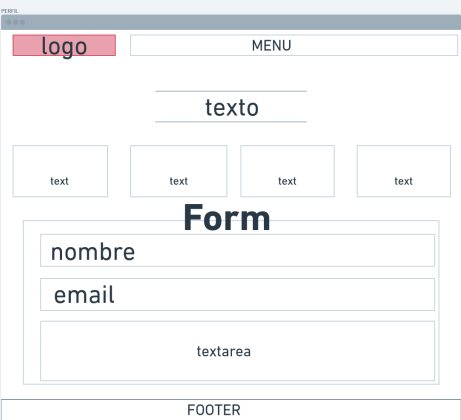 PERFIL
logo
MENU
texto
text
text
text
text
Form
nombre
email
textarea
FOOTER